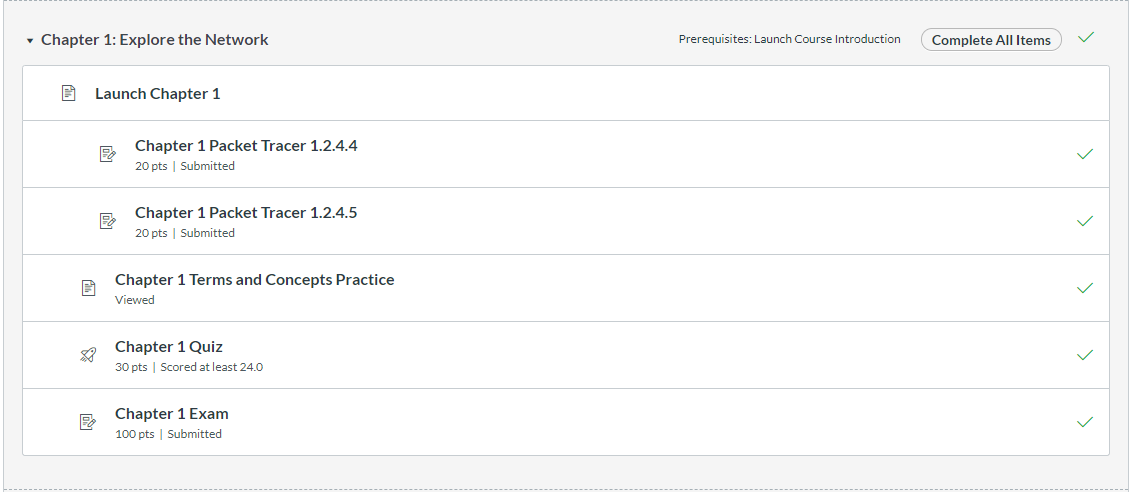 Chapter 1: Explore the Network
Prerequisites: Launch Course Introduction
Complete All Items
Launch Chapter 1
Chapter 1 Packet Tracer 1.2.4.4
20 pts | Submitted
Chapter 1 Packet Tracer 1.2.4.5
20 pts | Submitted
Chapter 1 Terms and Concepts Practice
Viewed
Chapter 1 Quiz
30 pts | Scored at least 24.0
Chapter 1 Exam
100 pts | Submitted